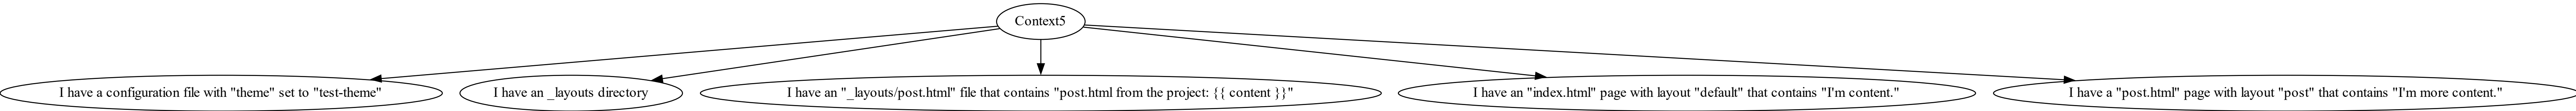 Context5
I have a configuration file with "theme" set to "test-theme"
I have an _layouts directory
I have an "_layouts/post.html" file that contains "post.html from the project: {{ content }}"
I have an "index.html" page with layout "default" that contains "I'm content."
I have a "post.html" page with layout "post" that contains "I'm more content."